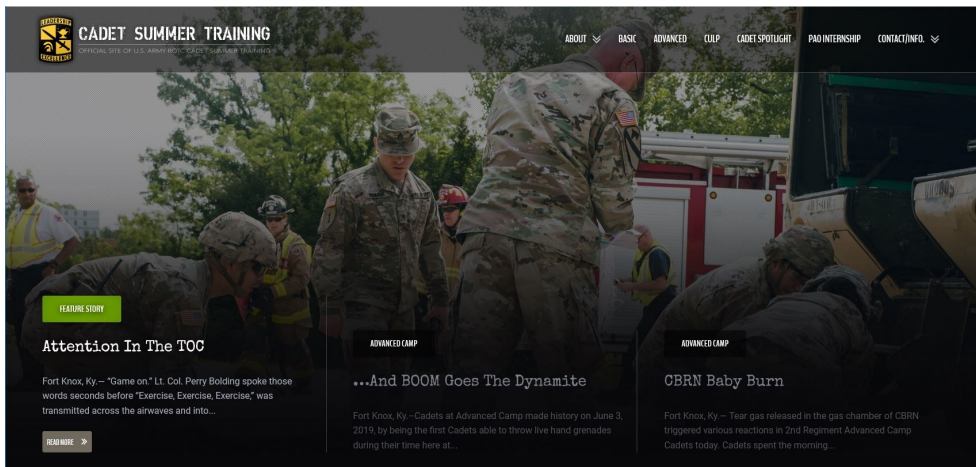 LEADERSHIP
EXCELLENCE
CADET SUMMER TRAINING
OFFICIAL SITE OF U.S. ARMY ROTC CADET SUMMER TRAINING
ABOUT BASIC ADVANCED CULP CADET SPOTLIGHT PAO INTERNSHIP CONTACT/INFO.
FEATURE STORY
Attention In The TOC
Fort Knox, Ky.— "Game on." Lt. Col. Perry Bolding spoke those
words seconds before "Exercise, Exercise, Exercise," was
transmitted across the airwaves and into...
READ MORE
ADVANCED CAMP
...And BOOM Goes The Dynamite
Fort Knox, Ky.–Cadets at Advanced Camp made history on June 3,
2019, by being the first Cadets able to throw live hand grenades
during their time here at...
ADVANCED CAMP
CBRN Baby Burn
Fort Knox, Ky.— Tear gas released in the gas chamber of CBRN
triggered various reactions in 2nd Regiment Advanced Camp
Cadets today. Cadets spent the morning...